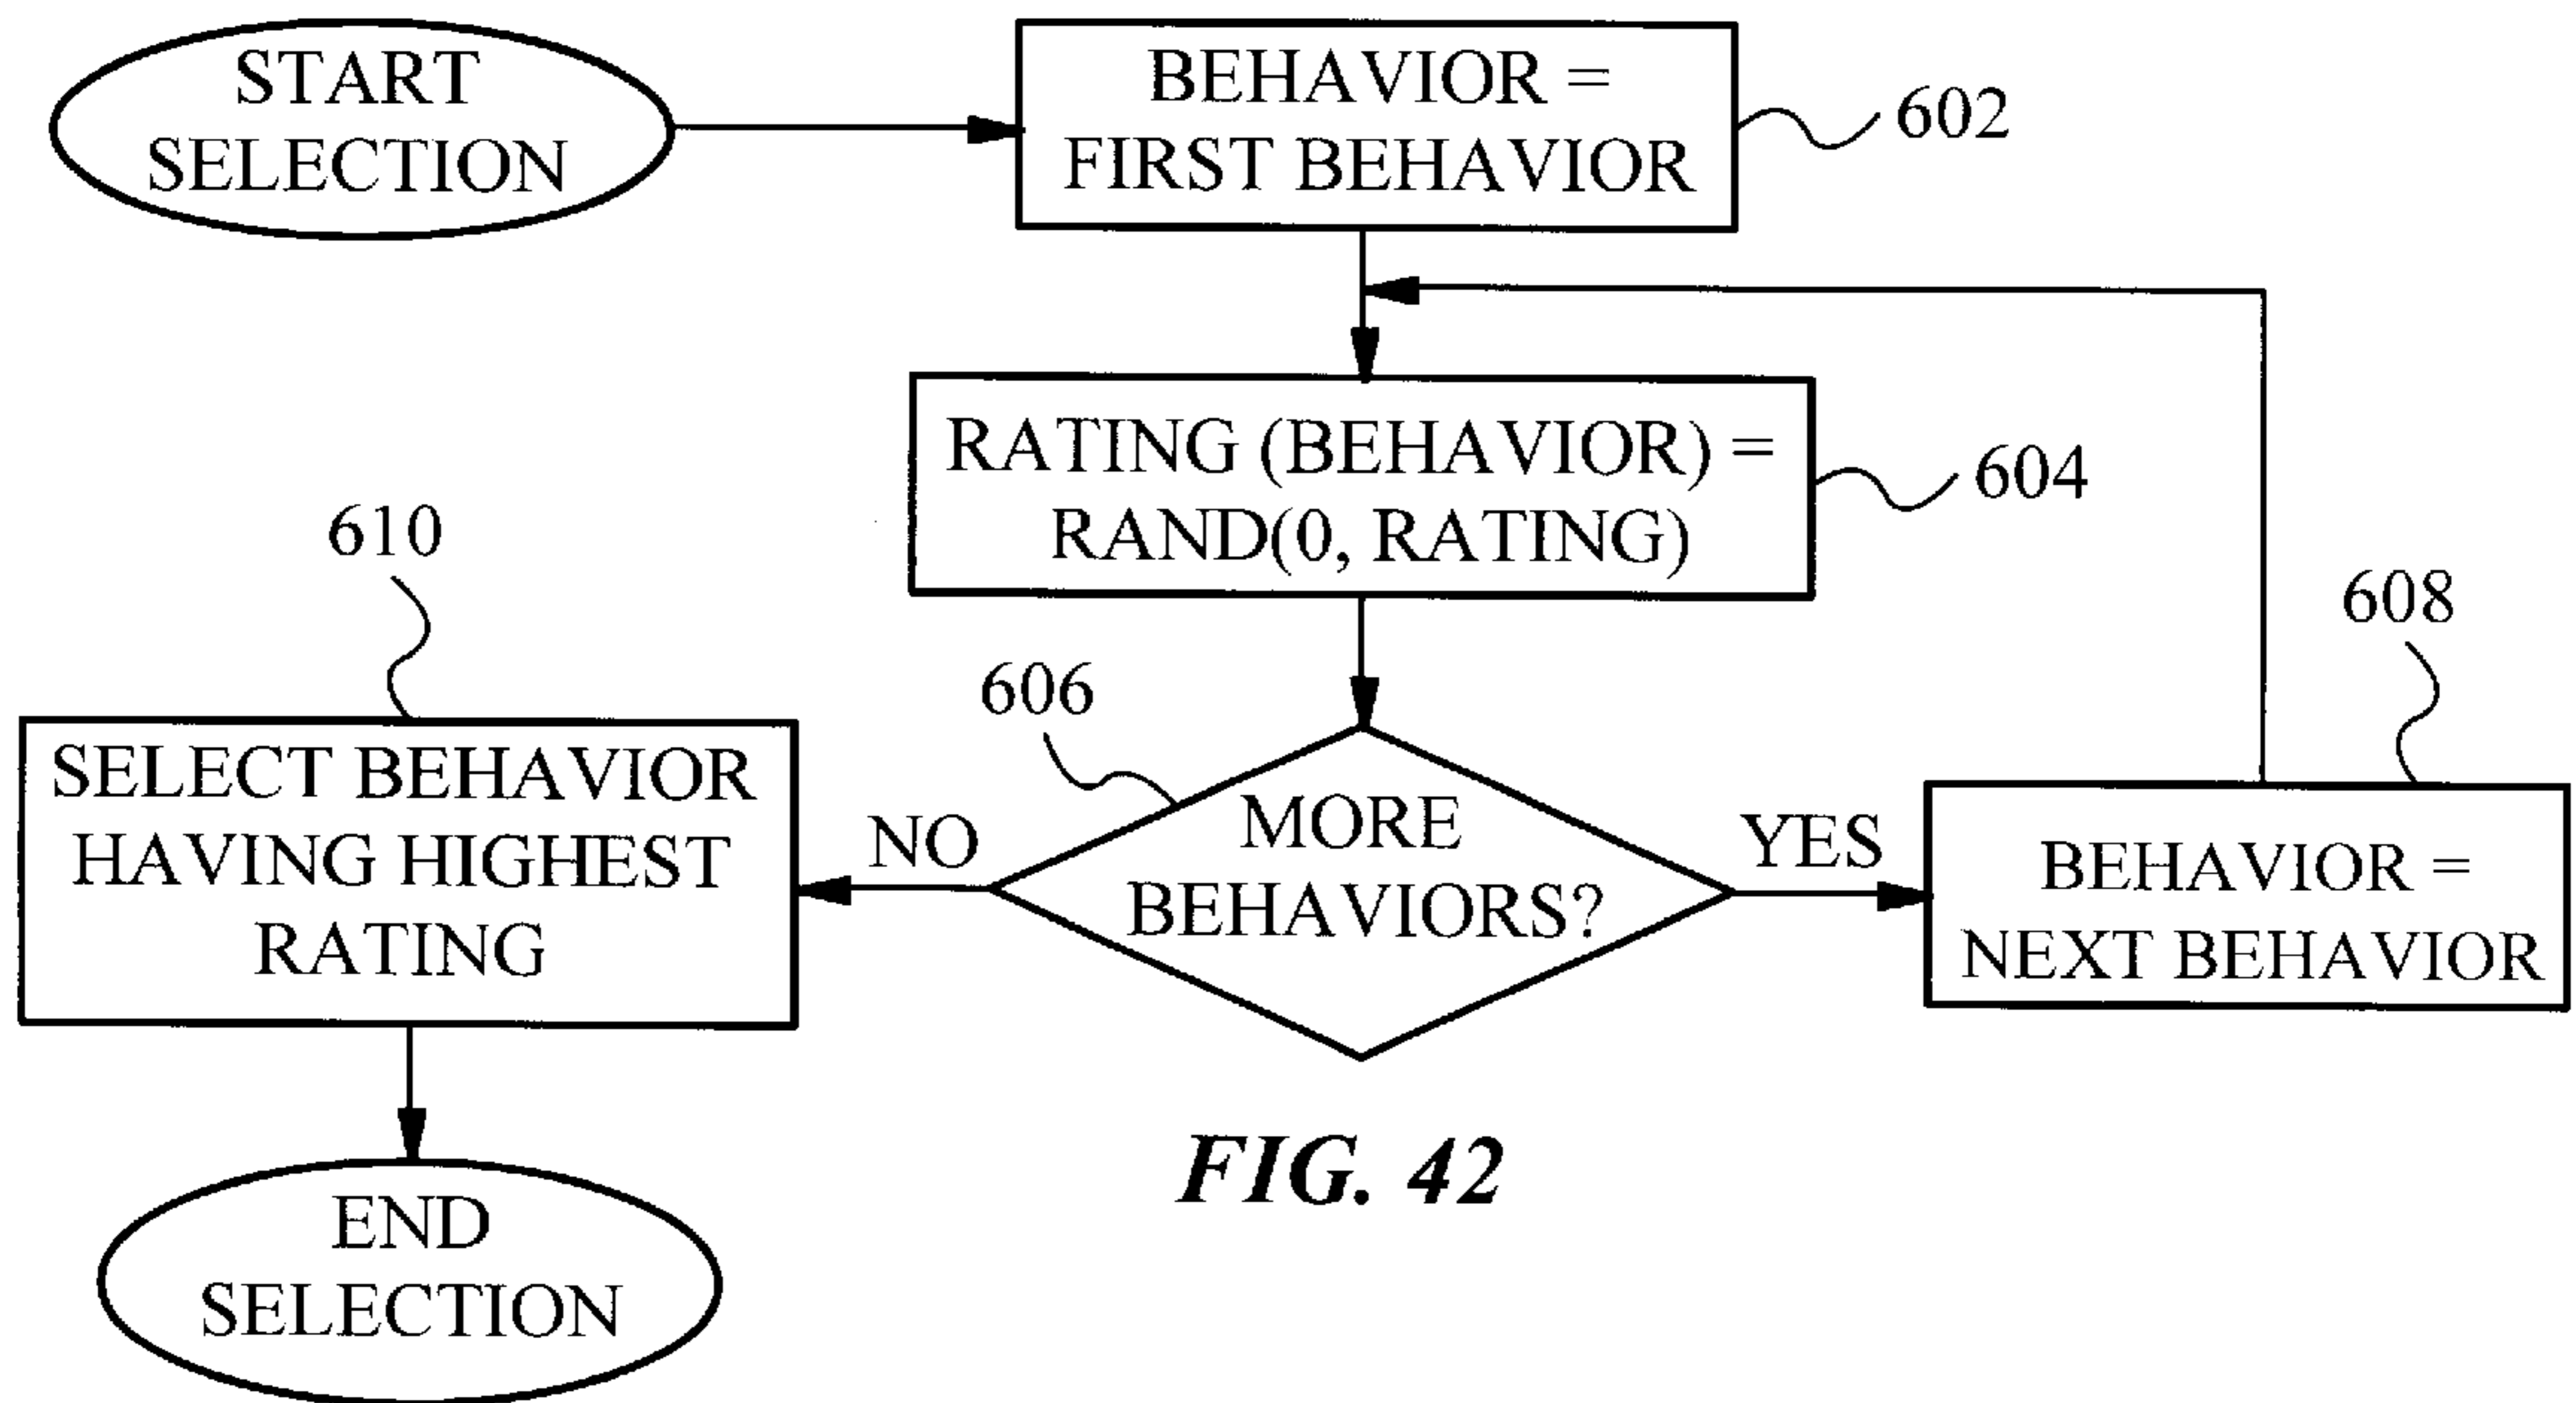 START
SELECTION
BEHAVIOR =
FIRST BEHAVIOR
602
RATING (BEHAVIOR) =
RAND(0, RATING)
604
606
MORE
BEHAVIORS?
YES
608
BEHAVIOR =
NEXT BEHAVIOR
NO
610
SELECT BEHAVIOR
HAVING HIGHEST
RATING
END
SELECTION
FIG. 42